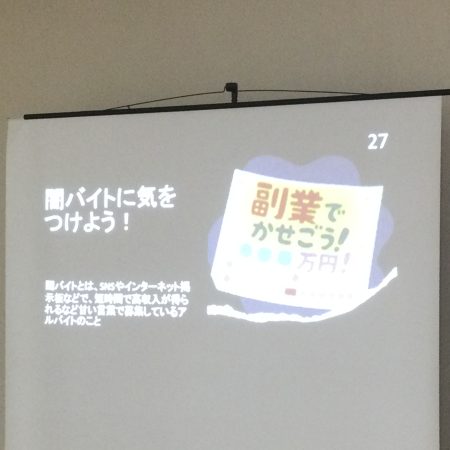 27
闇バイトに気を
つけよう！
副業で
かせごう!
万円!
闇バイトとは、SNSやインターネット掲
示板などで、短時間で高収入が得ら
れるなど甘い言葉で募集しているア
ルバイトのこと